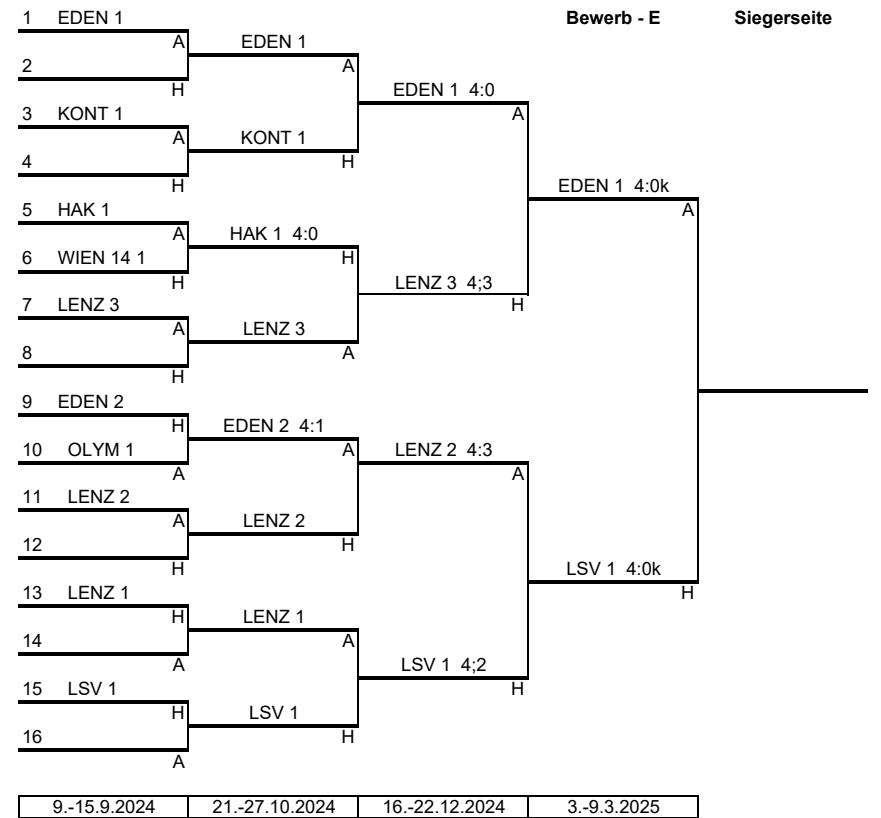 1 EDEN 1 Bewerb - E Siegerseite
A EDEN 1
2 A
H EDEN 1 4:0
3 KONT 1 A
A KONT 1
4 H
H EDEN 1 4:0k
5 HAK 1 A
A HAK 1 4:0
6 WIEN 14 1 H
H LENZ 3 4;3
7 LENZ 3 H
A LENZ 3
8 A
H
9 EDEN 2
H EDEN 2 4:1
10 OLYM 1 A LENZ 2 4:3
A A
11 LENZ 2
A LENZ 2
12 H
H LSV 1 4:0k
13 LENZ 1 H
H LENZ 1
14 A
A LSV 1 4;2
15 LSV 1 H
H LSV 1
16 H
A
9.-15.9.2024 21.-27.10.2024 16.-22.12.2024 3.-9.3.2025